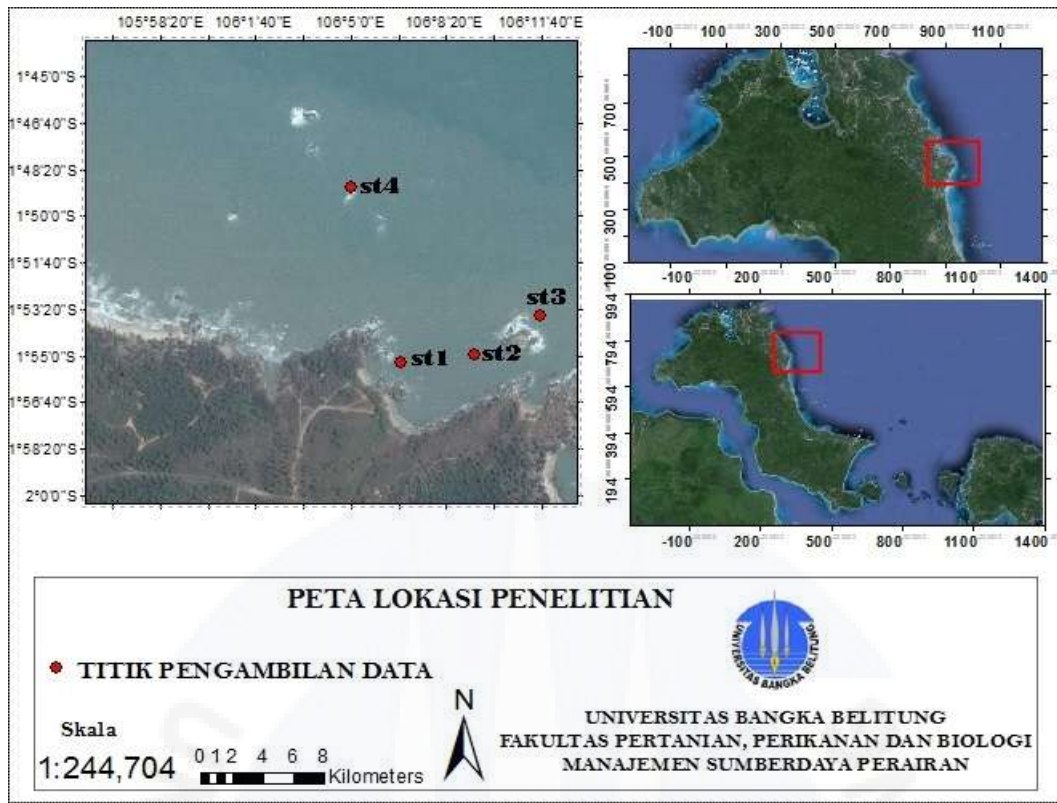 105°58'20"E 106°1'40"E 106°5'0"E 106°8'20"E 106°11'40"E
1°45'0"S
1°46'40"S
1°48'20"S
1°50'0"S
1°51'40"S
1°53'20"S
1°55'0"S
1°56'40"S
1°58'20"S
2°0'0"S
st4
st3
st1
st2
-100 100 300 500 700 900 1100
700
500
300
100
-100 200 500 800 1100 1400
994
794
594
394
194
-100 200 500 800 1100 1400
PETA LOKASI PENELITIAN
TITIK PENGAMBILAN DATA
Skala
1:244,704
0 1 2 4 6 8
Kilometers
N
UNIVERSITAS BANGKA BELITUNG
UNIVERSITAS BANGKA BELITUNG
FAKULTAS PERTANIAN, PERIKANAN DAN BIOLOGI
MANAJEMEN SUMBERDAYA PERAIRAN